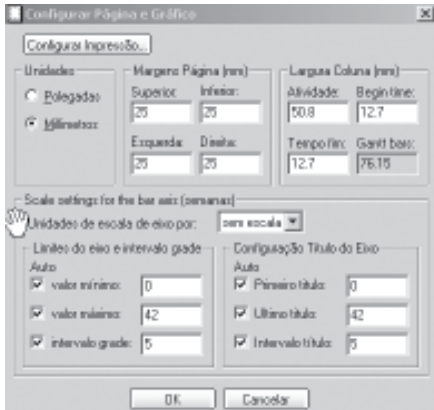 Configurar Página e Gráfico
Configurar Impressão...
Unidades
Polegadas
Milímetros
Margens Página (mm)
Superior: Inferior:
25 25
Esquerda: Direita:
25 25
Largura Coluna (mm)
Atividade: Begin time:
50.8 12.7
Tempo fim: Gantt bars:
12.7 76.15
Scale settings for the bar axis (semanas)
Unidades de escala de eixo por: sem escala
Limites do eixo e intervalo grade
Auto
valor mínimo: 0
valor máximo: 42
intervalo grade: 5
Configuração Título do Eixo
Auto
Primeiro título: 0
Ultimo título: 42
Intervalo título: 5
OK Cancelar